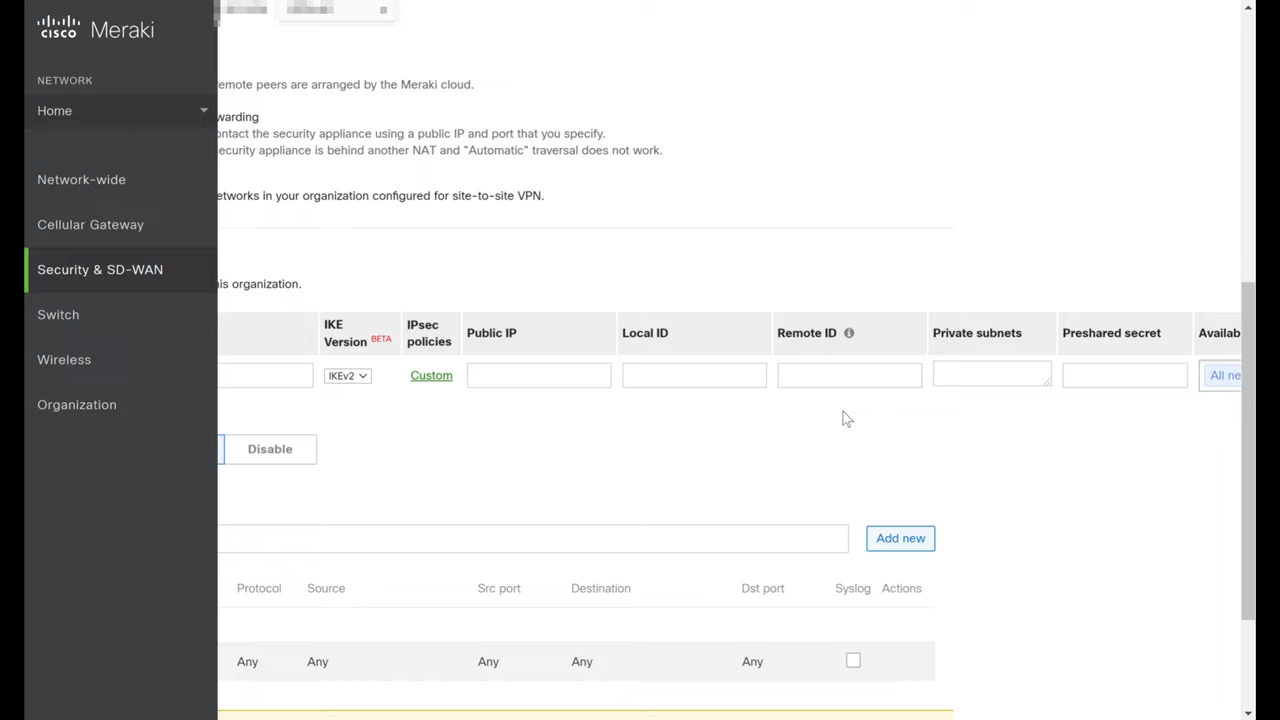 cisco Meraki
NETWORK
Home
Network-wide
Cellular Gateway
Security & SD-WAN
Switch
Wireless
Organization
remote peers are arranged by the Meraki cloud.
warding
ontact the security appliance using a public IP and port that you specify.
ecurity appliance is behind another NAT and "Automatic" traversal does not work.
etworks in your organization configured for site-to-site VPN.
is organization.
IKE Version BETA
IPsec policies
Public IP
Local ID
Remote ID
Private subnets
Preshared secret
Availab
IKEv2
Custom
All ne
Disable
Add new
Protocol Source Src port Destination Dst port Syslog Actions
Any Any Any Any Any